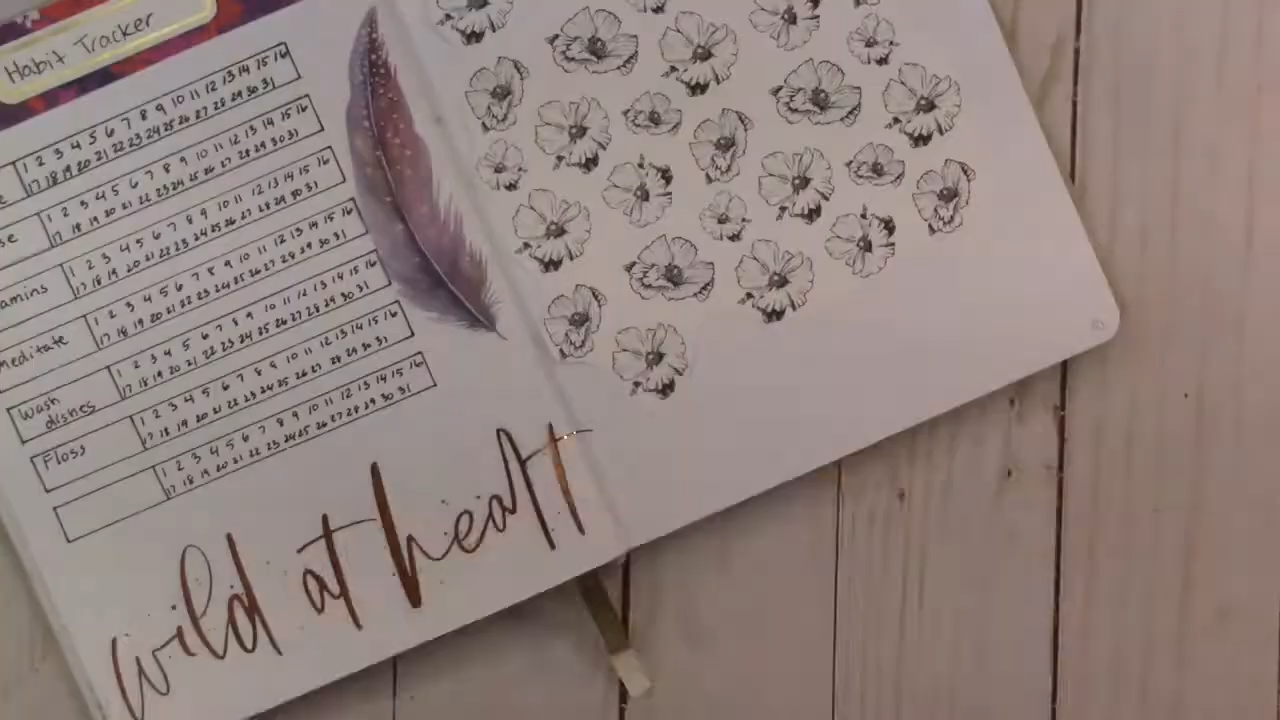 Habit Tracker
1 2 3 4 5 6 7 8 9 10 11 12 13 14 15 16
17 18 19 20 21 22 23 24 25 26 27 28 29 30 31
1 2 3 4 5 6 7 8 9 10 11 12 13 14 15 16
17 18 19 20 21 22 23 24 25 26 27 28 29 30 31
1 2 3 4 5 6 7 8 9 10 11 12 13 14 15 16
17 18 19 20 21 22 23 24 25 26 27 28 29 30 31
meditate
1 2 3 4 5 6 7 8 9 10 11 12 13 14 15 16
17 18 19 20 21 22 23 24 25 26 27 28 29 30 31
Wash
dishes
1 2 3 4 5 6 7 8 9 10 11 12 13 14 15 16
17 18 19 20 21 22 23 24 25 26 27 28 29 30 31
Floss
1 2 3 4 5 6 7 8 9 10 11 12 13 14 15 16
17 18 19 20 21 22 23 24 25 26 27 28 29 30 31
1 2 3 4 5 6 7 8 9 10 11 12 13 14 15 16
17 18 19 20 21 22 23 24 25 26 27 28 29 30 31
wild at heart